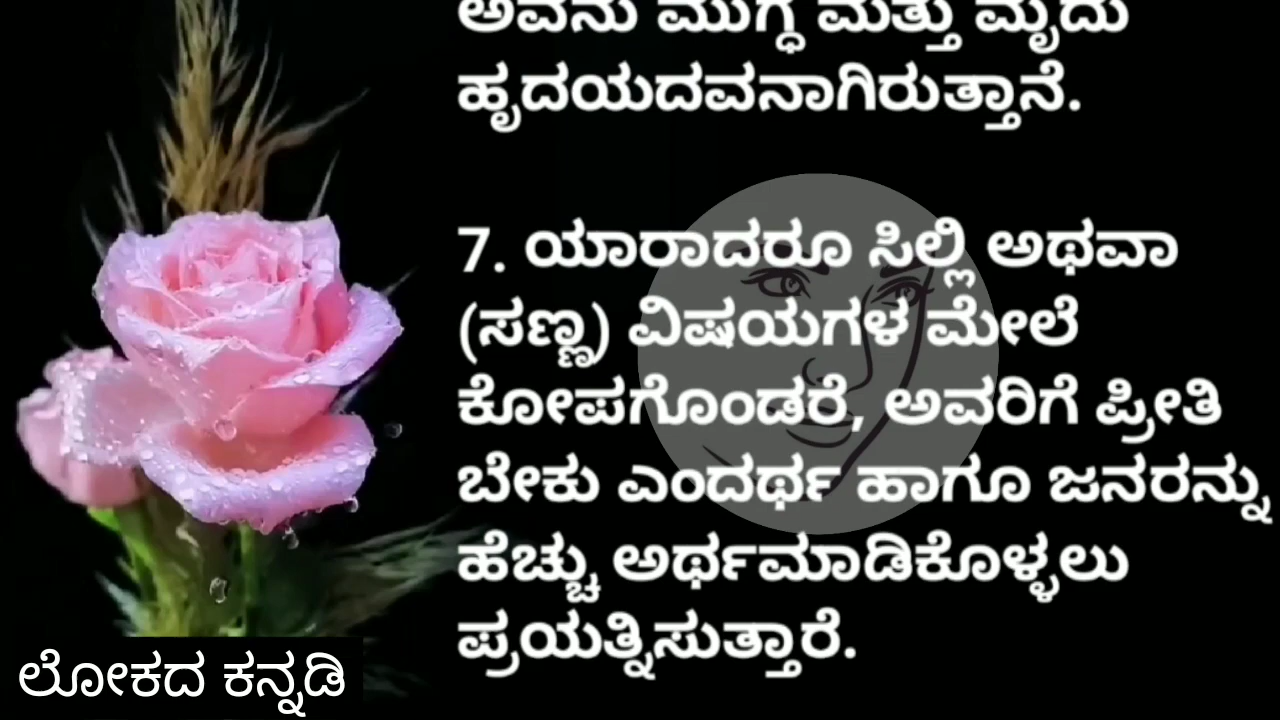 ಅವನು ಮುಗ್ಧ ಮತ್ತು ಮೃದು
ಹೃದಯದವನಾಗಿರುತ್ತಾನೆ.
7. ಯಾರಾದರೂ ಸಿಲ್ಲಿ ಅಥವಾ
(ಸಣ್ಣ) ವಿಷಯಗಳ ಮೇಲೆ
ಕೋಪಗೊಂಡರೆ, ಅವರಿಗೆ ಪ್ರೀತಿ
ಬೇಕು ಎಂದರ್ಥ ಹಾಗೂ ಜನರನ್ನು
ಹೆಚ್ಚು ಅರ್ಥಮಾಡಿಕೊಳ್ಳಲು
ಪ್ರಯತ್ನಿಸುತ್ತಾರೆ.
ಲೋಕದ ಕನ್ನಡಿ